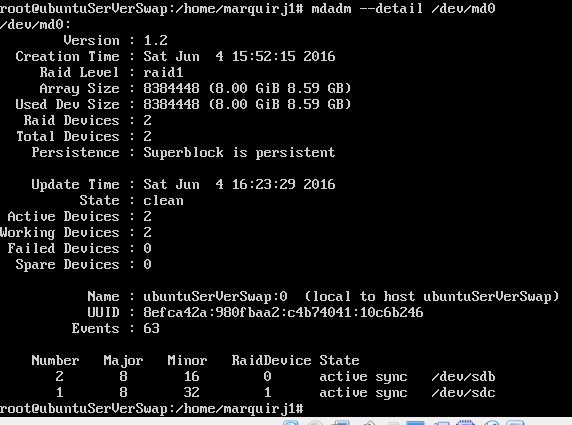 root@ubuntuSerVerSwap:/home/marquirj1# mdadm --detail /dev/md0
/dev/md0:
Version : 1.2
Creation Time : Sat Jun  4 15:52:15 2016
Raid Level : raid1
Array Size : 8384448 (8.00 GiB 8.59 GB)
Used Dev Size : 8384448 (8.00 GiB 8.59 GB)
Raid Devices : 2
Total Devices : 2
Persistence : Superblock is persistent
Update Time : Sat Jun  4 16:23:29 2016
State : clean
Active Devices : 2
Working Devices : 2
Failed Devices : 0
Spare Devices : 0
Name : ubuntuSerVerSwap:0  (local to host ubuntuSerVerSwap)
UUID : 8efca42a:980fbaa2:c4b74041:10c6b246
Events : 63
Number   Major   Minor   RaidDevice State
2       8       16        0      active sync   /dev/sdb
1       8       32        1      active sync   /dev/sdc
root@ubuntuSerVerSwap:/home/marquirj1#